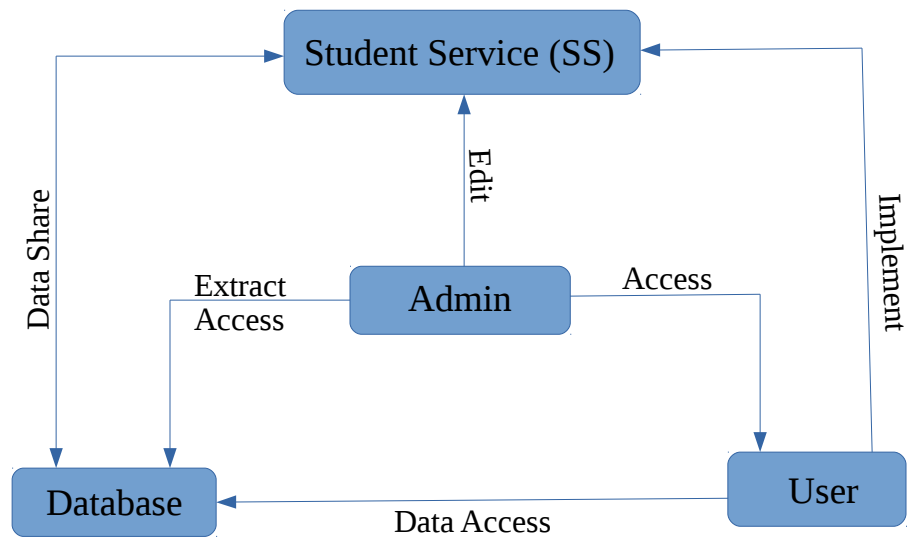 Student Service (SS)
Data Share
Edit
Implement
Extract
Access
Admin
Access
Database
Data Access
User